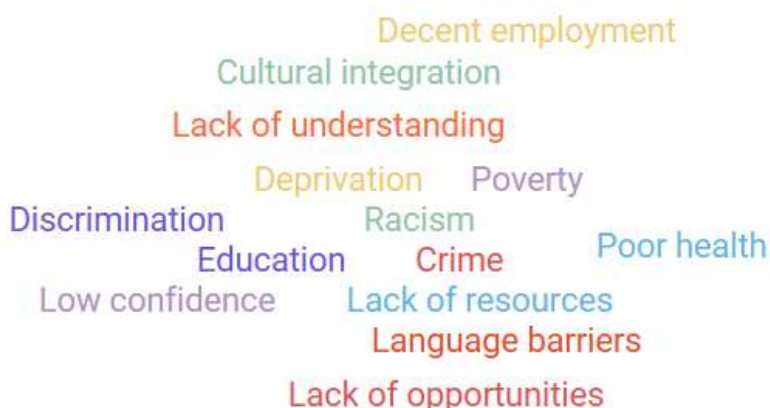 Decent employment
Cultural integration
Lack of understanding
Deprivation Poverty
Discrimination Racism
Poor health
Education Crime
Low confidence Lack of resources
Language barriers
Lack of opportunities